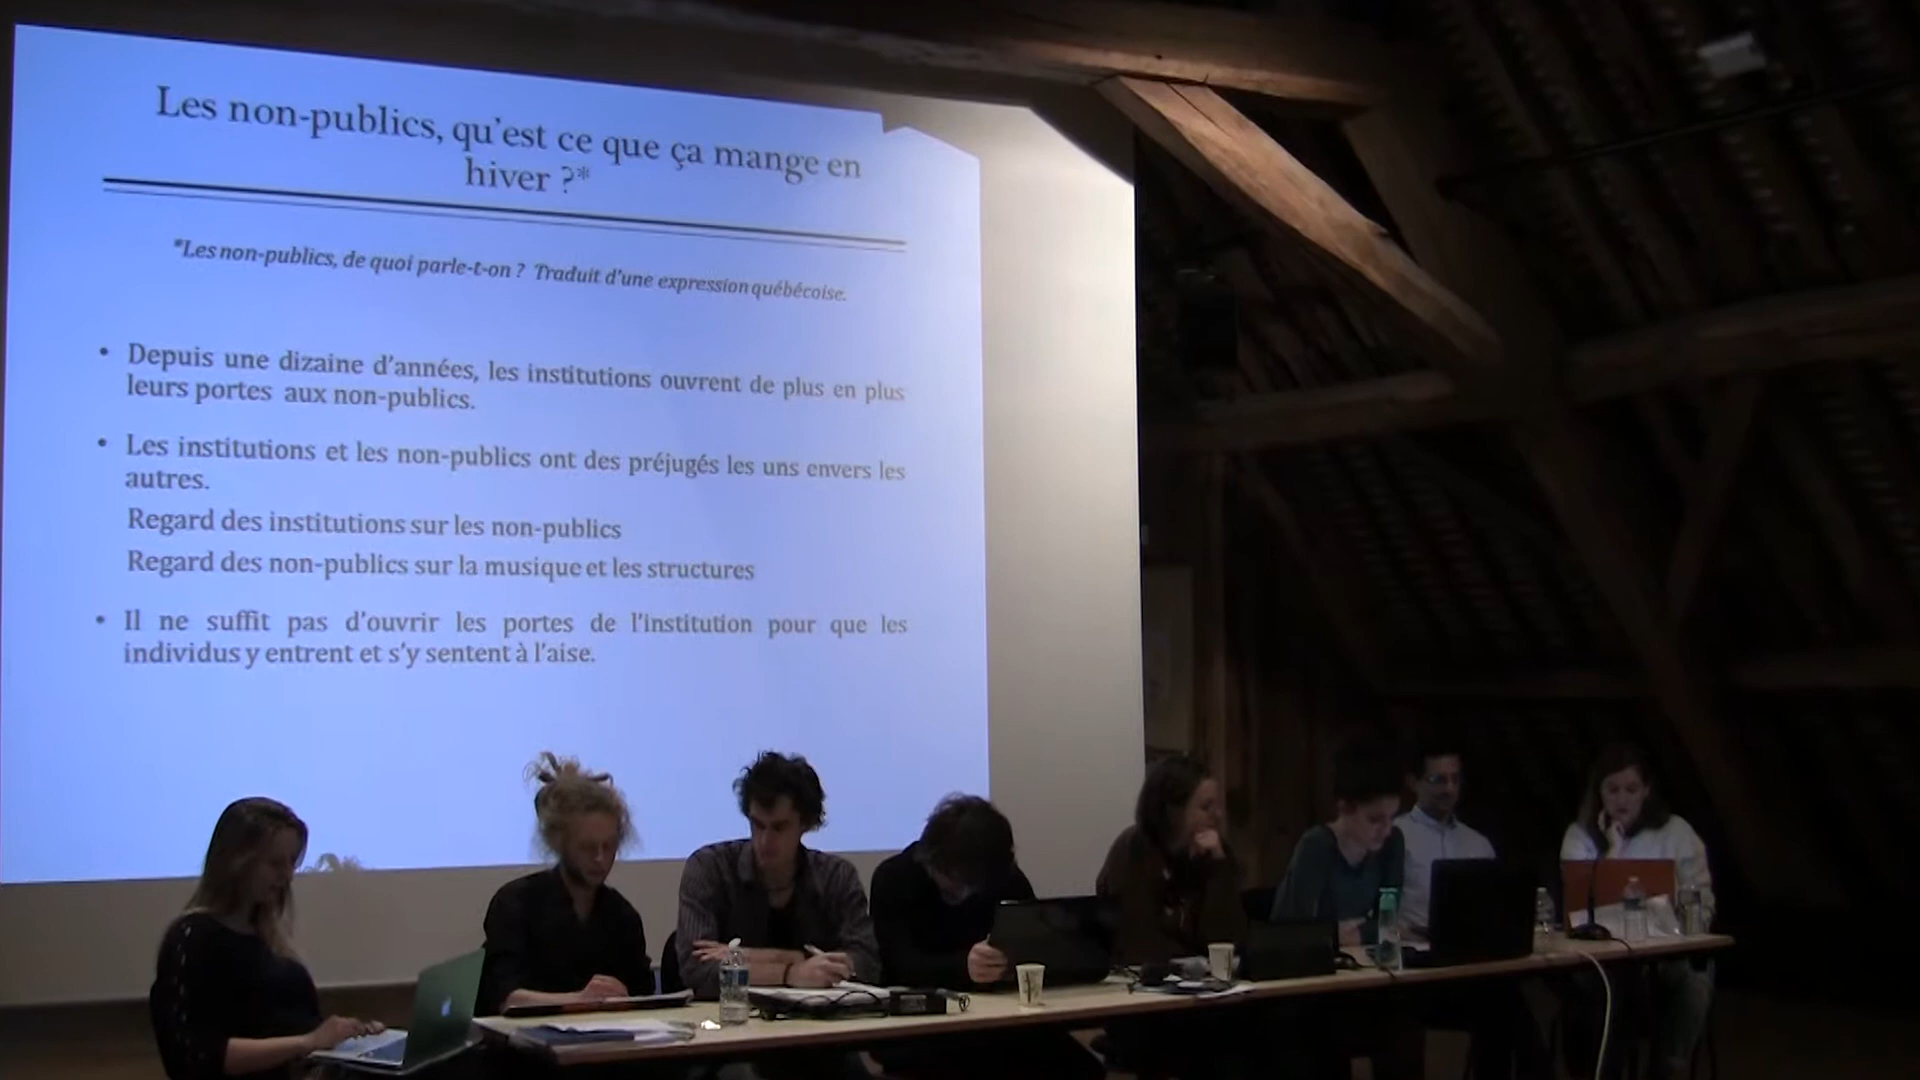 Les non-publics, qu'est ce que ça mange en
hiver ?*
*Les non-publics, de quoi parle-t-on ? Traduit d'une expression québécoise.
• Depuis une dizaine d'années, les institutions ouvrent de plus en plus
leurs portes aux non-publics.
• Les institutions et les non-publics ont des préjugés les uns envers les
autres.
Regard des institutions sur les non-publics
Regard des non-publics sur la musique et les structures
• Il ne suffit pas d'ouvrir les portes de l'institution pour que les
individus y entrent et s'y sentent à l'aise.